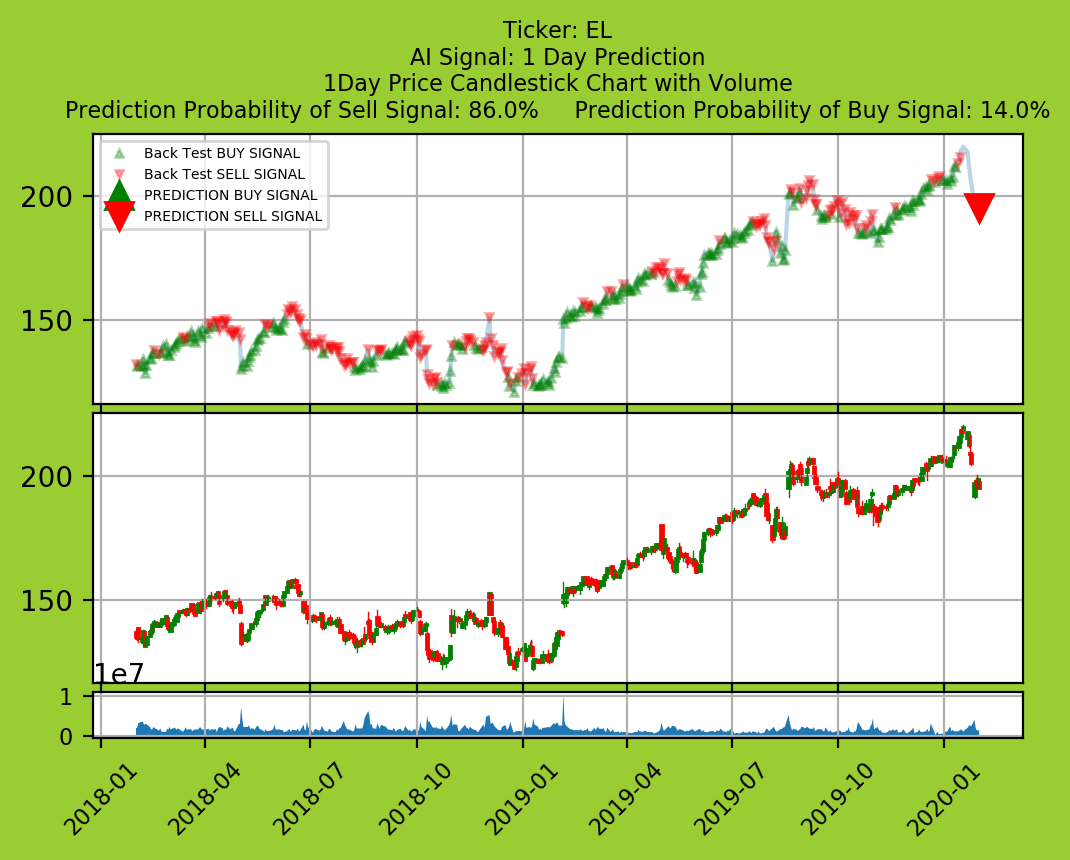 Ticker: EL
AI Signal: 1 Day Prediction
1Day Price Candlestick Chart with Volume
Prediction Probability of Sell Signal: 86.0% Prediction Probability of Buy Signal: 14.0%
Back Test BUY SIGNAL
Back Test SELL SIGNAL
PREDICTION BUY SIGNAL
PREDICTION SELL SIGNAL
200
150
200
150
1e7
1
0
2018-01 2018-04 2018-07 2018-10 2019-01 2019-04 2019-07 2019-10 2020-01